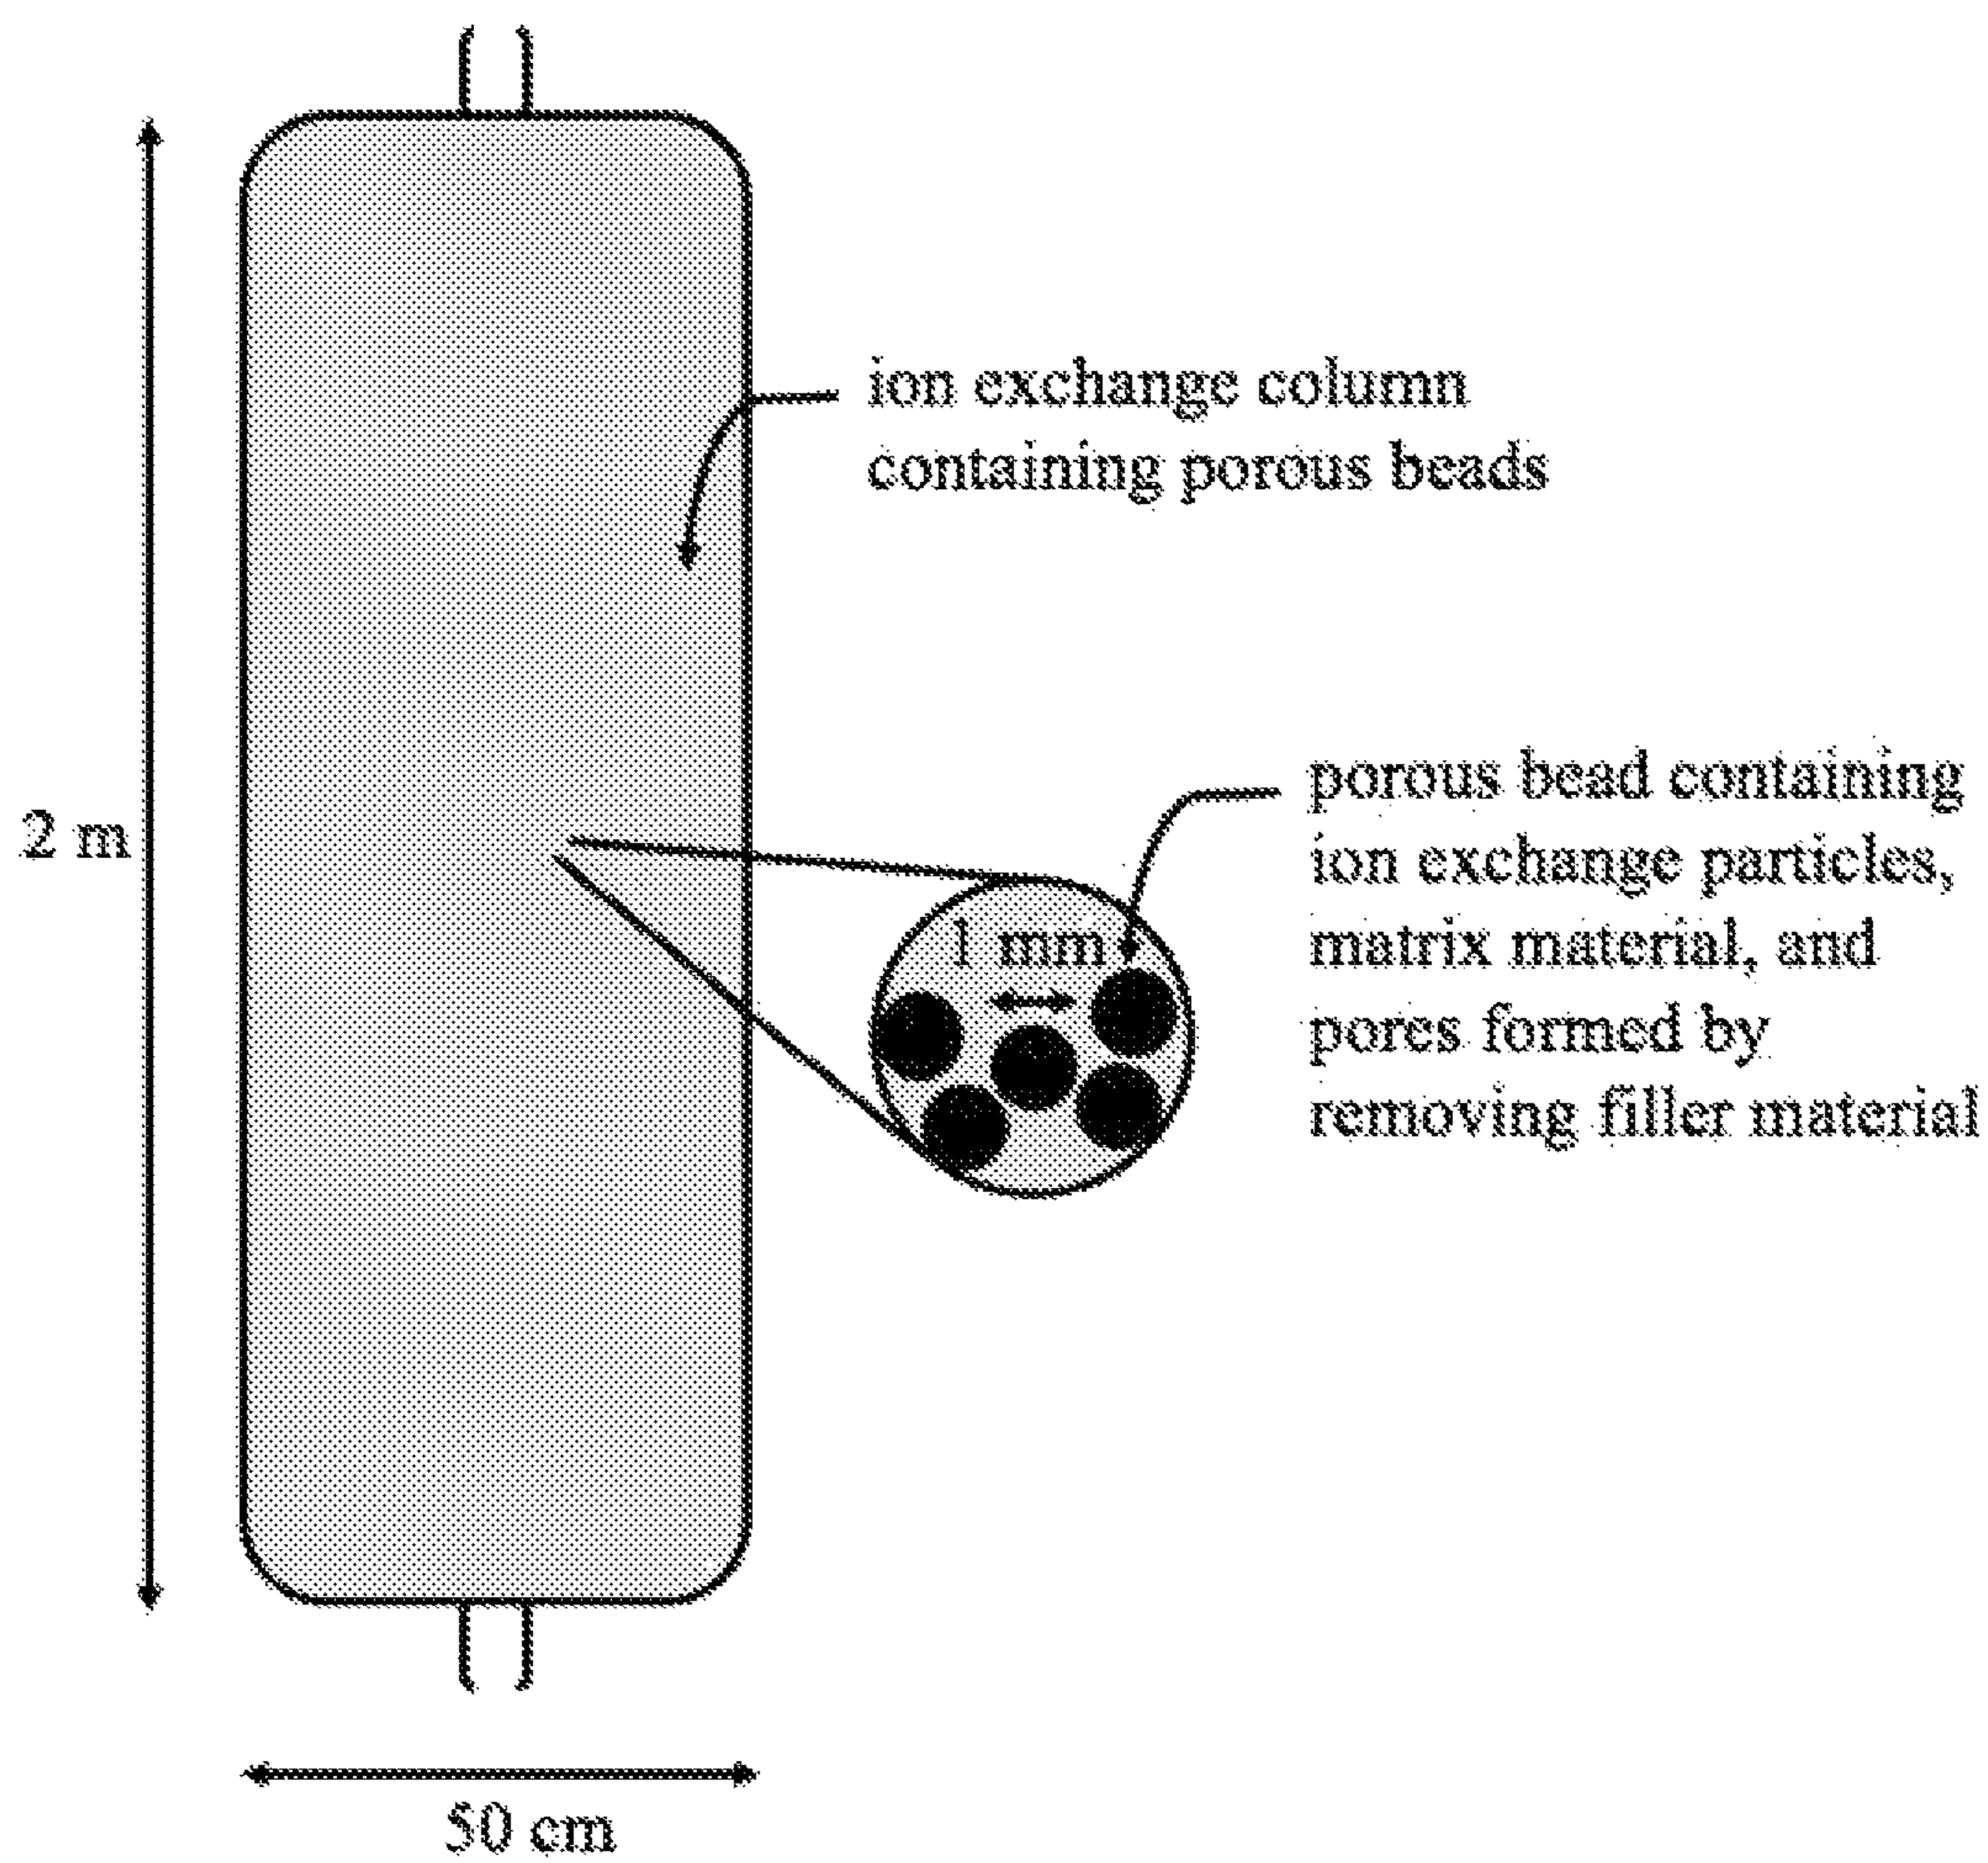 ion exchange column
containing porous beads
2 m
porous bead containing
ion exchange particles,
matrix material, and
pores formed by
removing filler material
1 mm
50 cm